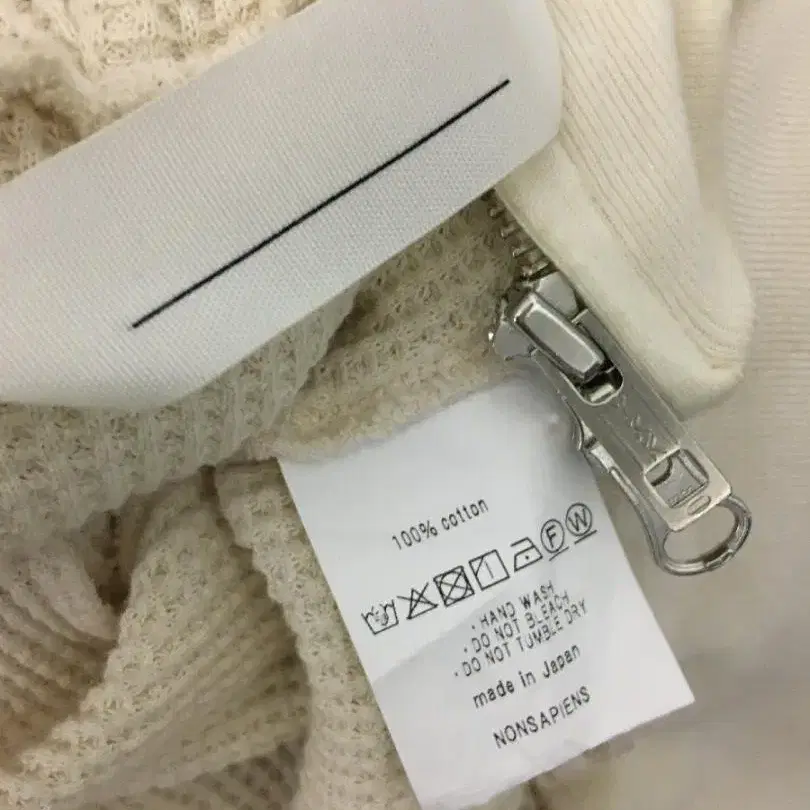 100% cotton
F W
· HAND WASH
· DO NOT BLEACH
· DO NOT TUMBLE DRY
made in Japan
NONSAPIENS